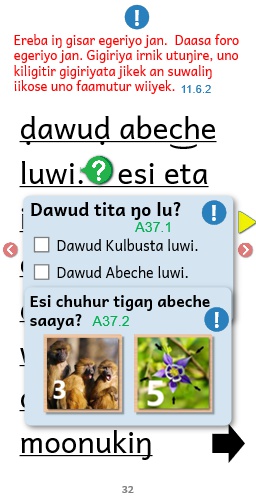 Ereba iŋ gisar egeriyo jan. Daasa foro
egeriyo jan. Gigiriya irnik utuŋire, uno
kiligitir gigiriyata jikek an suwaliŋ
iikose uno faamutur wiiyek. 11.6.2
ḍawuḍ abeche
luwi. ? esi eta
Dawud tita ŋo lu?
A37.1
Dawud Kulbusta luwi.
Dawud Abeche luwi.
Esi chuhur tigaŋ abeche
saaya? A37.2
3 5
moonukiŋ
32